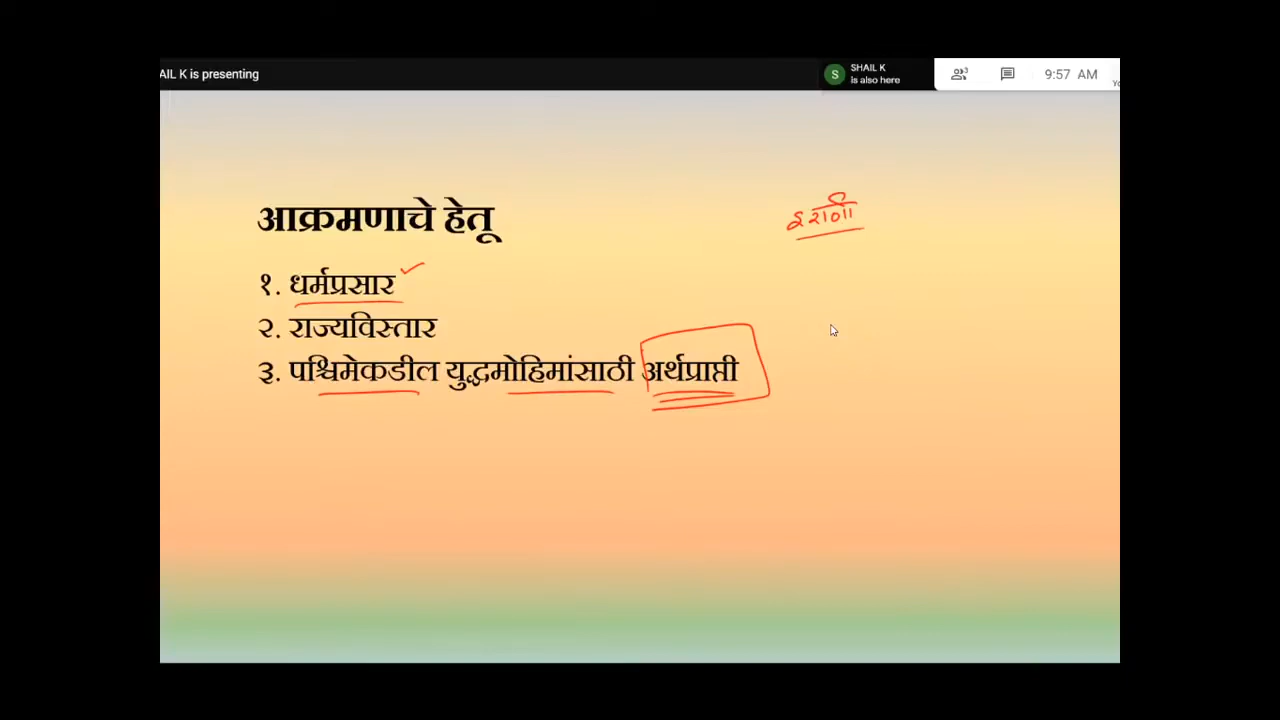 AIL K is presenting
SHAIL K
is also here
3
9:57 AM
आक्रमणाचे हेतू
१. धर्मप्रसार
२. राज्यविस्तार
३. पश्चिमेकडील युद्धमोहिमांसाठी अर्थप्राप्ती